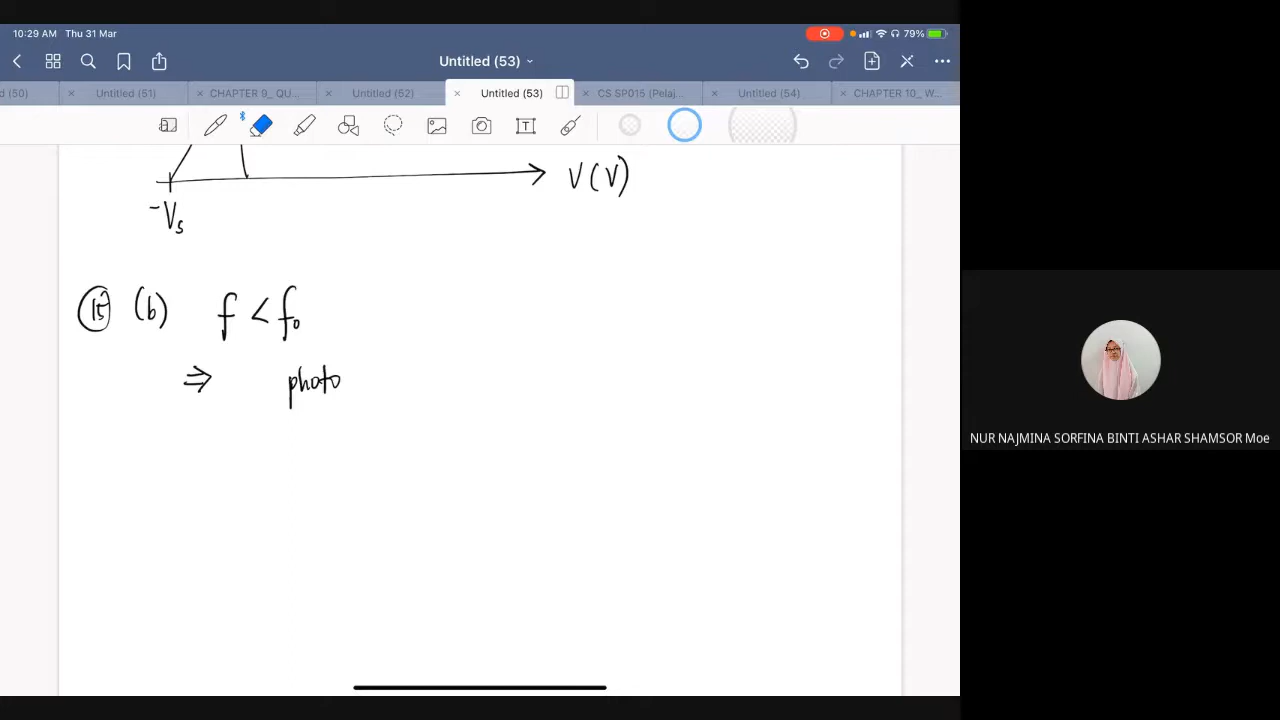 10:29 AM Thu 31 Mar
79%
Untitled (53)
d (50)
Untitled (51)
CHAPTER 9_ QU...
Untitled (52)
Untitled (53)
CS SP015 (Pelaj...
Untitled (54)
CHAPTER 10_ W...
V(V)
-Vs
15 (b) f < f₀
⇒ photo
NUR NAJMINA SORFINA BINTI ASHAR SHAMSOR Moe